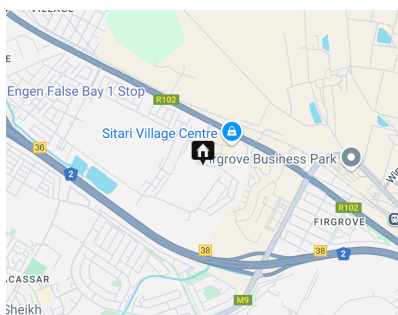 VILLAGE
E
Engen False Bay 1 Stop
R102
Sitari Village Centre
36
irgrove Business Park
2
R102
FIRGROVE
38
38
2
ACASSAR
M9
Sheikh